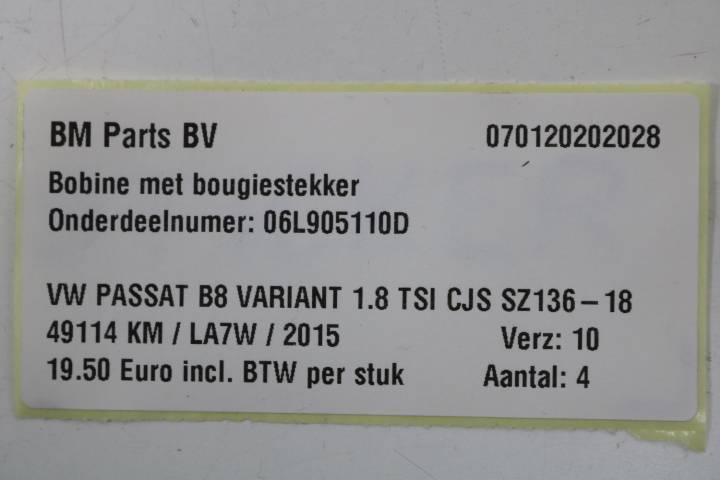 BM Parts BV 070120202028
Bobine met bougiestekker
Onderdeelnumer: 06L905110D
VW PASSAT B8 VARIANT 1.8 TSI CJS SZ136-18
49114 KM / LA7W / 2015 Verz: 10
19.50 Euro incl. BTW per stuk Aantal: 4